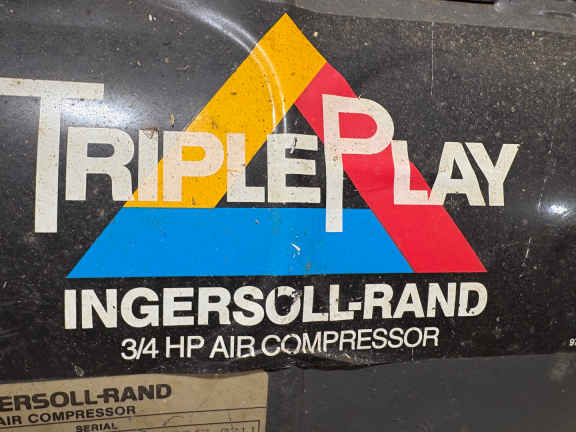 TRIPLEPLAY
INGERSOLL-RAND
3/4 HP AIR COMPRESSOR
ERSOLL-RAND
AIR COMPRESSOR
SERIAL